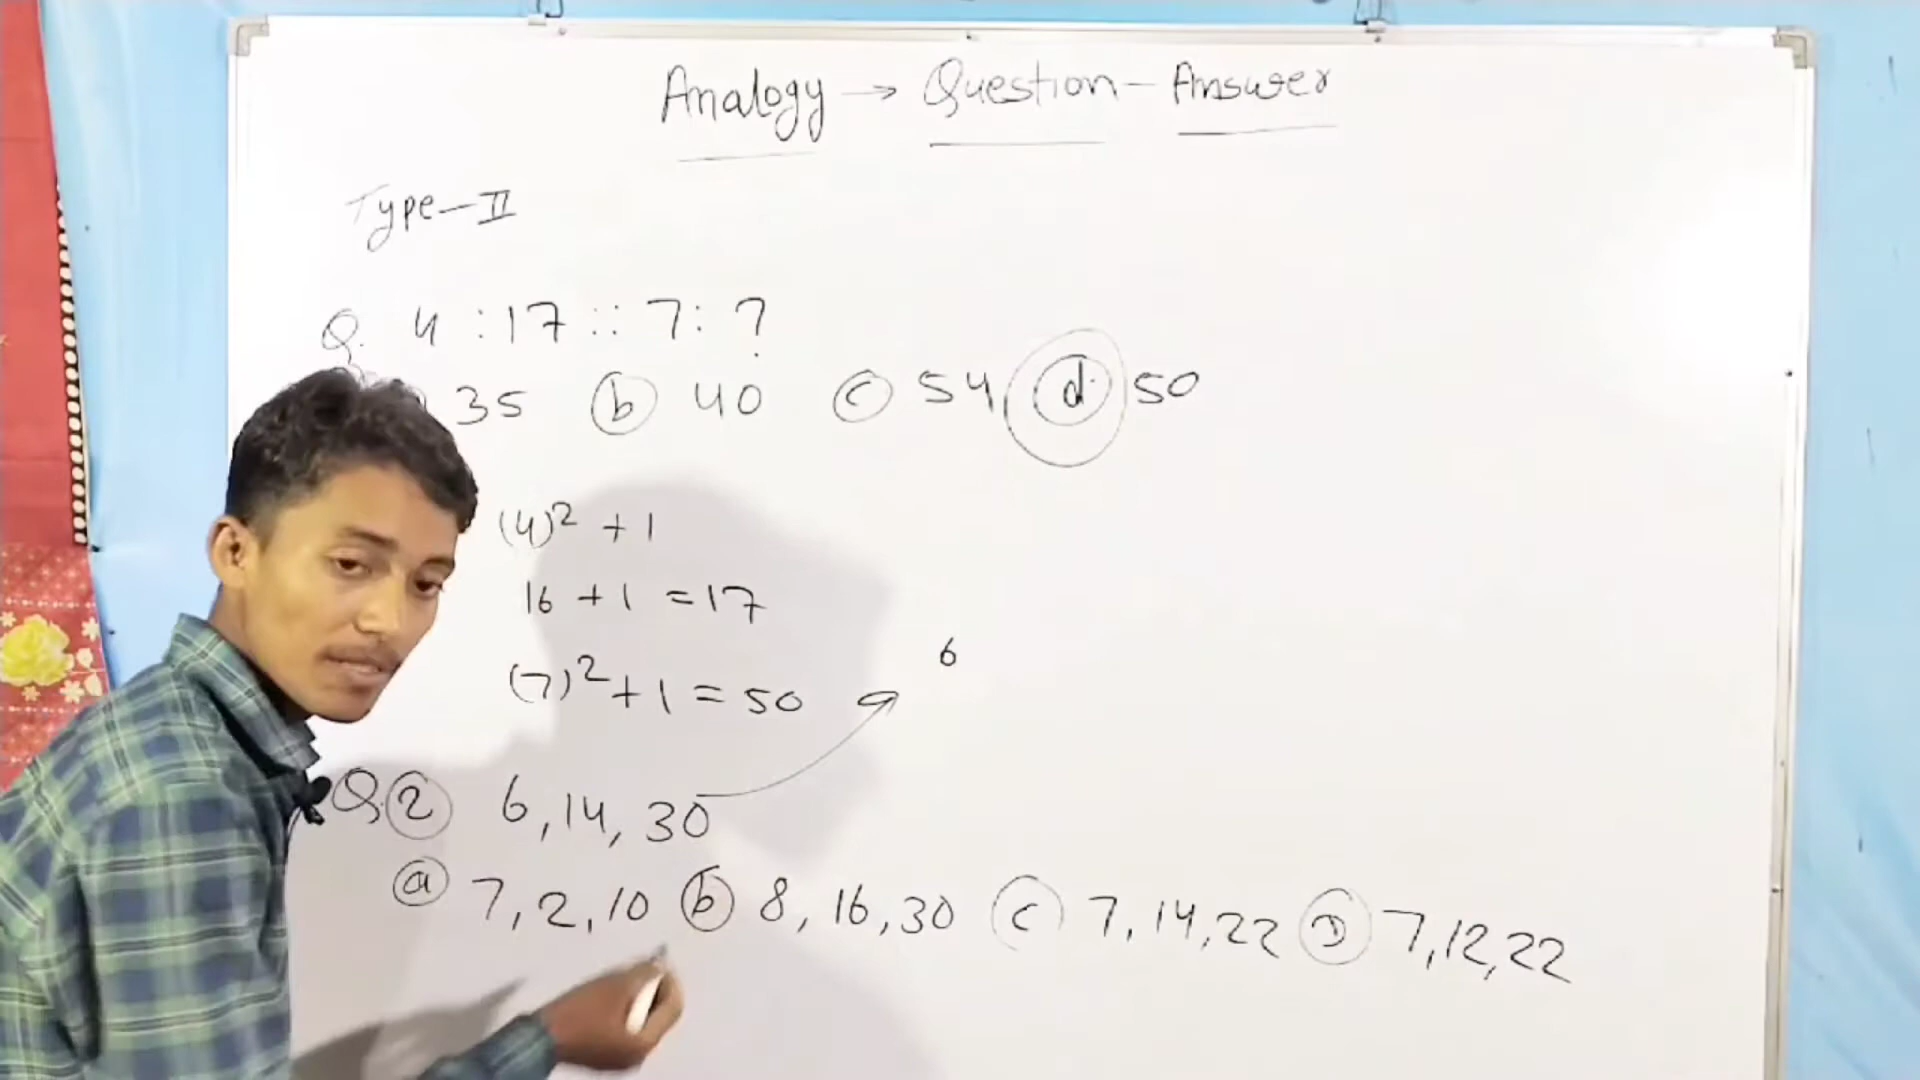 Analogy → Question - Answer
Type-II
Q. 4 : 17 :: 7 : ?
35 (b) 40 (c) 54 (d) 50
(4)² + 1
16 + 1 = 17
6
(7)² + 1 = 50
Q. (2) 6, 14, 30
(a) 7, 2, 10 (b) 8, 16, 30 (c) 7, 14, 22 (D) 7, 12, 22